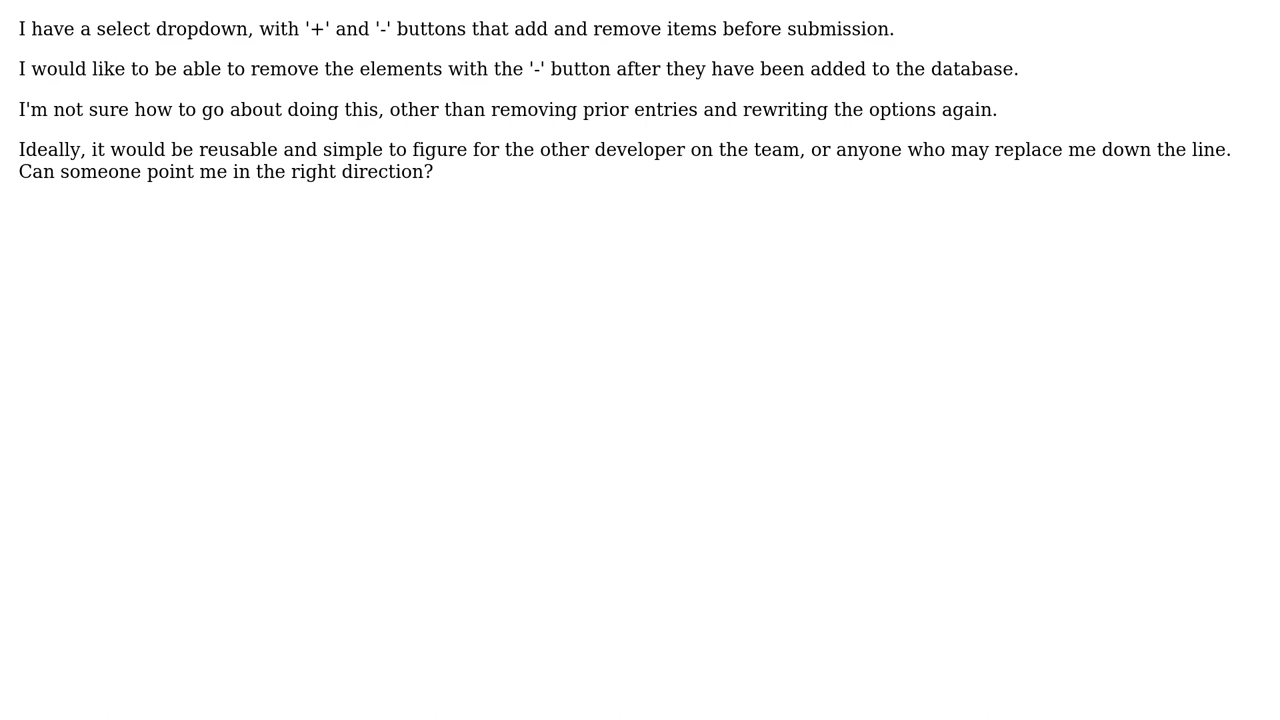 I have a select dropdown, with '+' and '-' buttons that add and remove items before submission.
I would like to be able to remove the elements with the '-' button after they have been added to the database.
I'm not sure how to go about doing this, other than removing prior entries and rewriting the options again.
Ideally, it would be reusable and simple to figure for the other developer on the team, or anyone who may replace me down the line.
Can someone point me in the right direction?